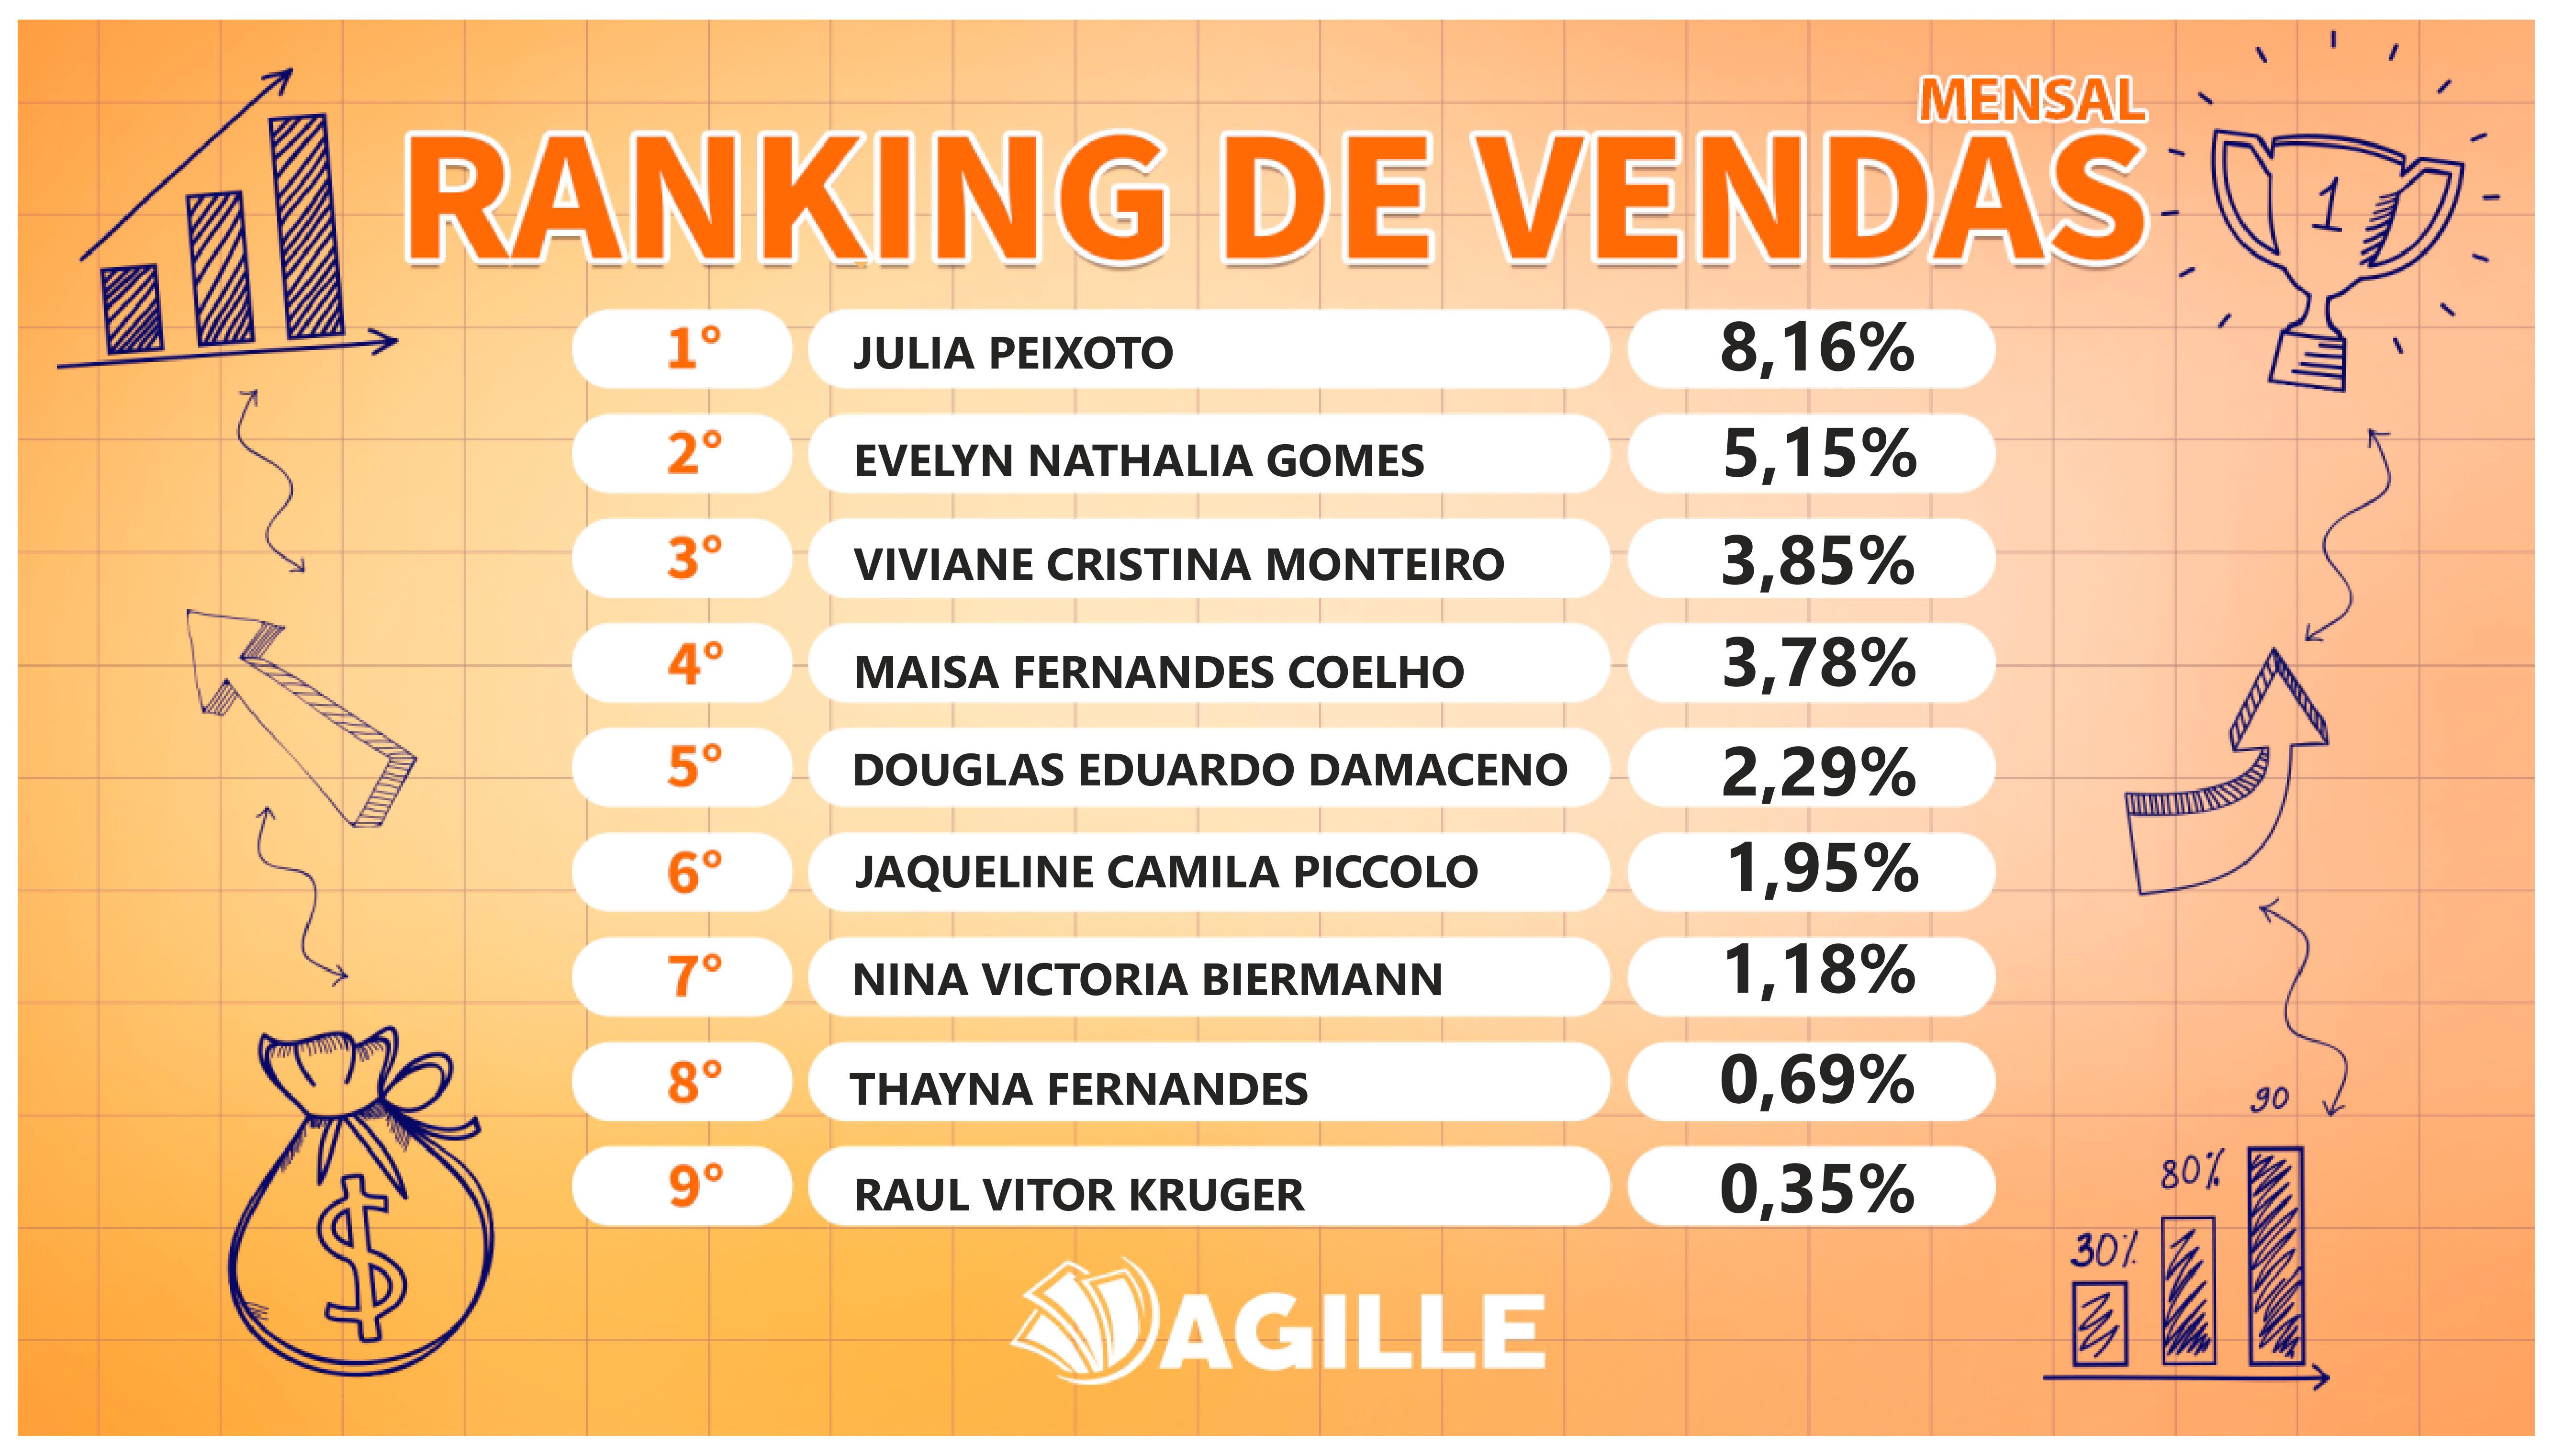 MENSAL
RANKING DE VENDAS
1
1° JULIA PEIXOTO 8,16%
2° EVELYN NATHALIA GOMES 5,15%
3° VIVIANE CRISTINA MONTEIRO 3,85%
4° MAISA FERNANDES COELHO 3,78%
5° DOUGLAS EDUARDO DAMACENO 2,29%
6° JAQUELINE CAMILA PICCOLO 1,95%
7° NINA VICTORIA BIERMANN 1,18%
8° THAYNA FERNANDES 0,69%
9° RAUL VITOR KRUGER 0,35%
$
90
80%
30%
AGILLE